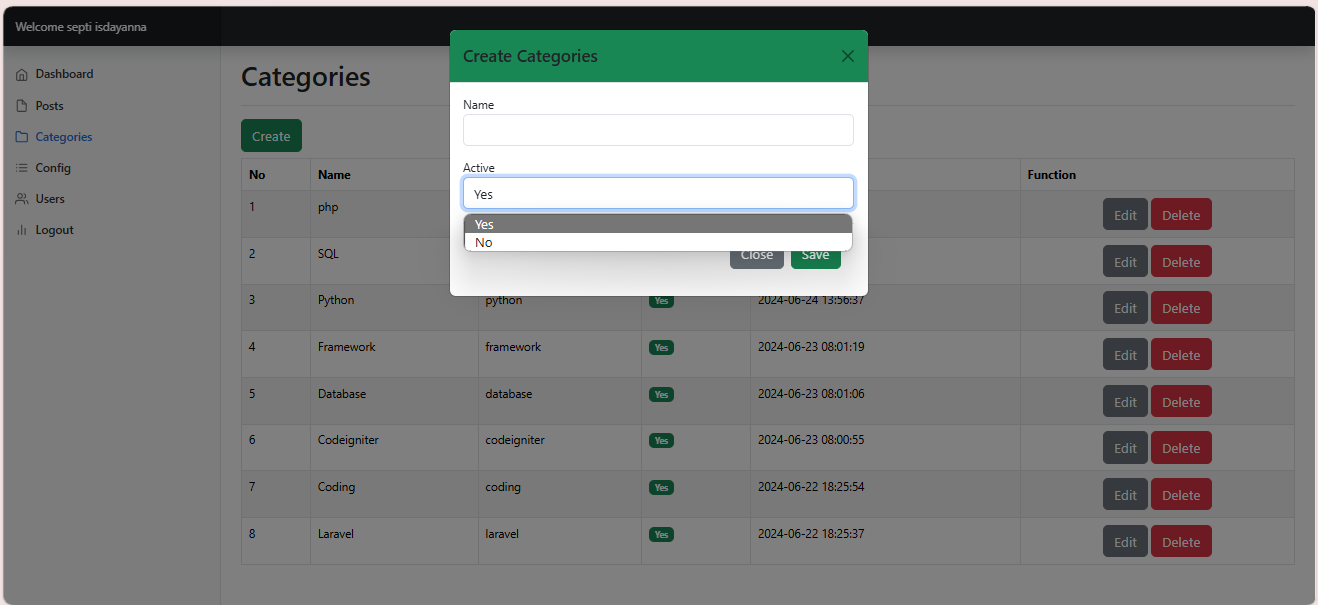 Welcome septi isdayanna
Dashboard
Posts
Categories
Config
Users
Logout
Categories
Create
Create Categories
Name
Active
Yes
Yes
No
Close Save
No Name Function
1 php Edit Delete
2 SQL Edit Delete
3 Python python Yes 2024-06-24 13:56:37 Edit Delete
4 Framework framework Yes 2024-06-23 08:01:19 Edit Delete
5 Database database Yes 2024-06-23 08:01:06 Edit Delete
6 Codeigniter codeigniter Yes 2024-06-23 08:00:55 Edit Delete
7 Coding coding Yes 2024-06-22 18:25:54 Edit Delete
8 Laravel laravel Yes 2024-06-22 18:25:37 Edit Delete